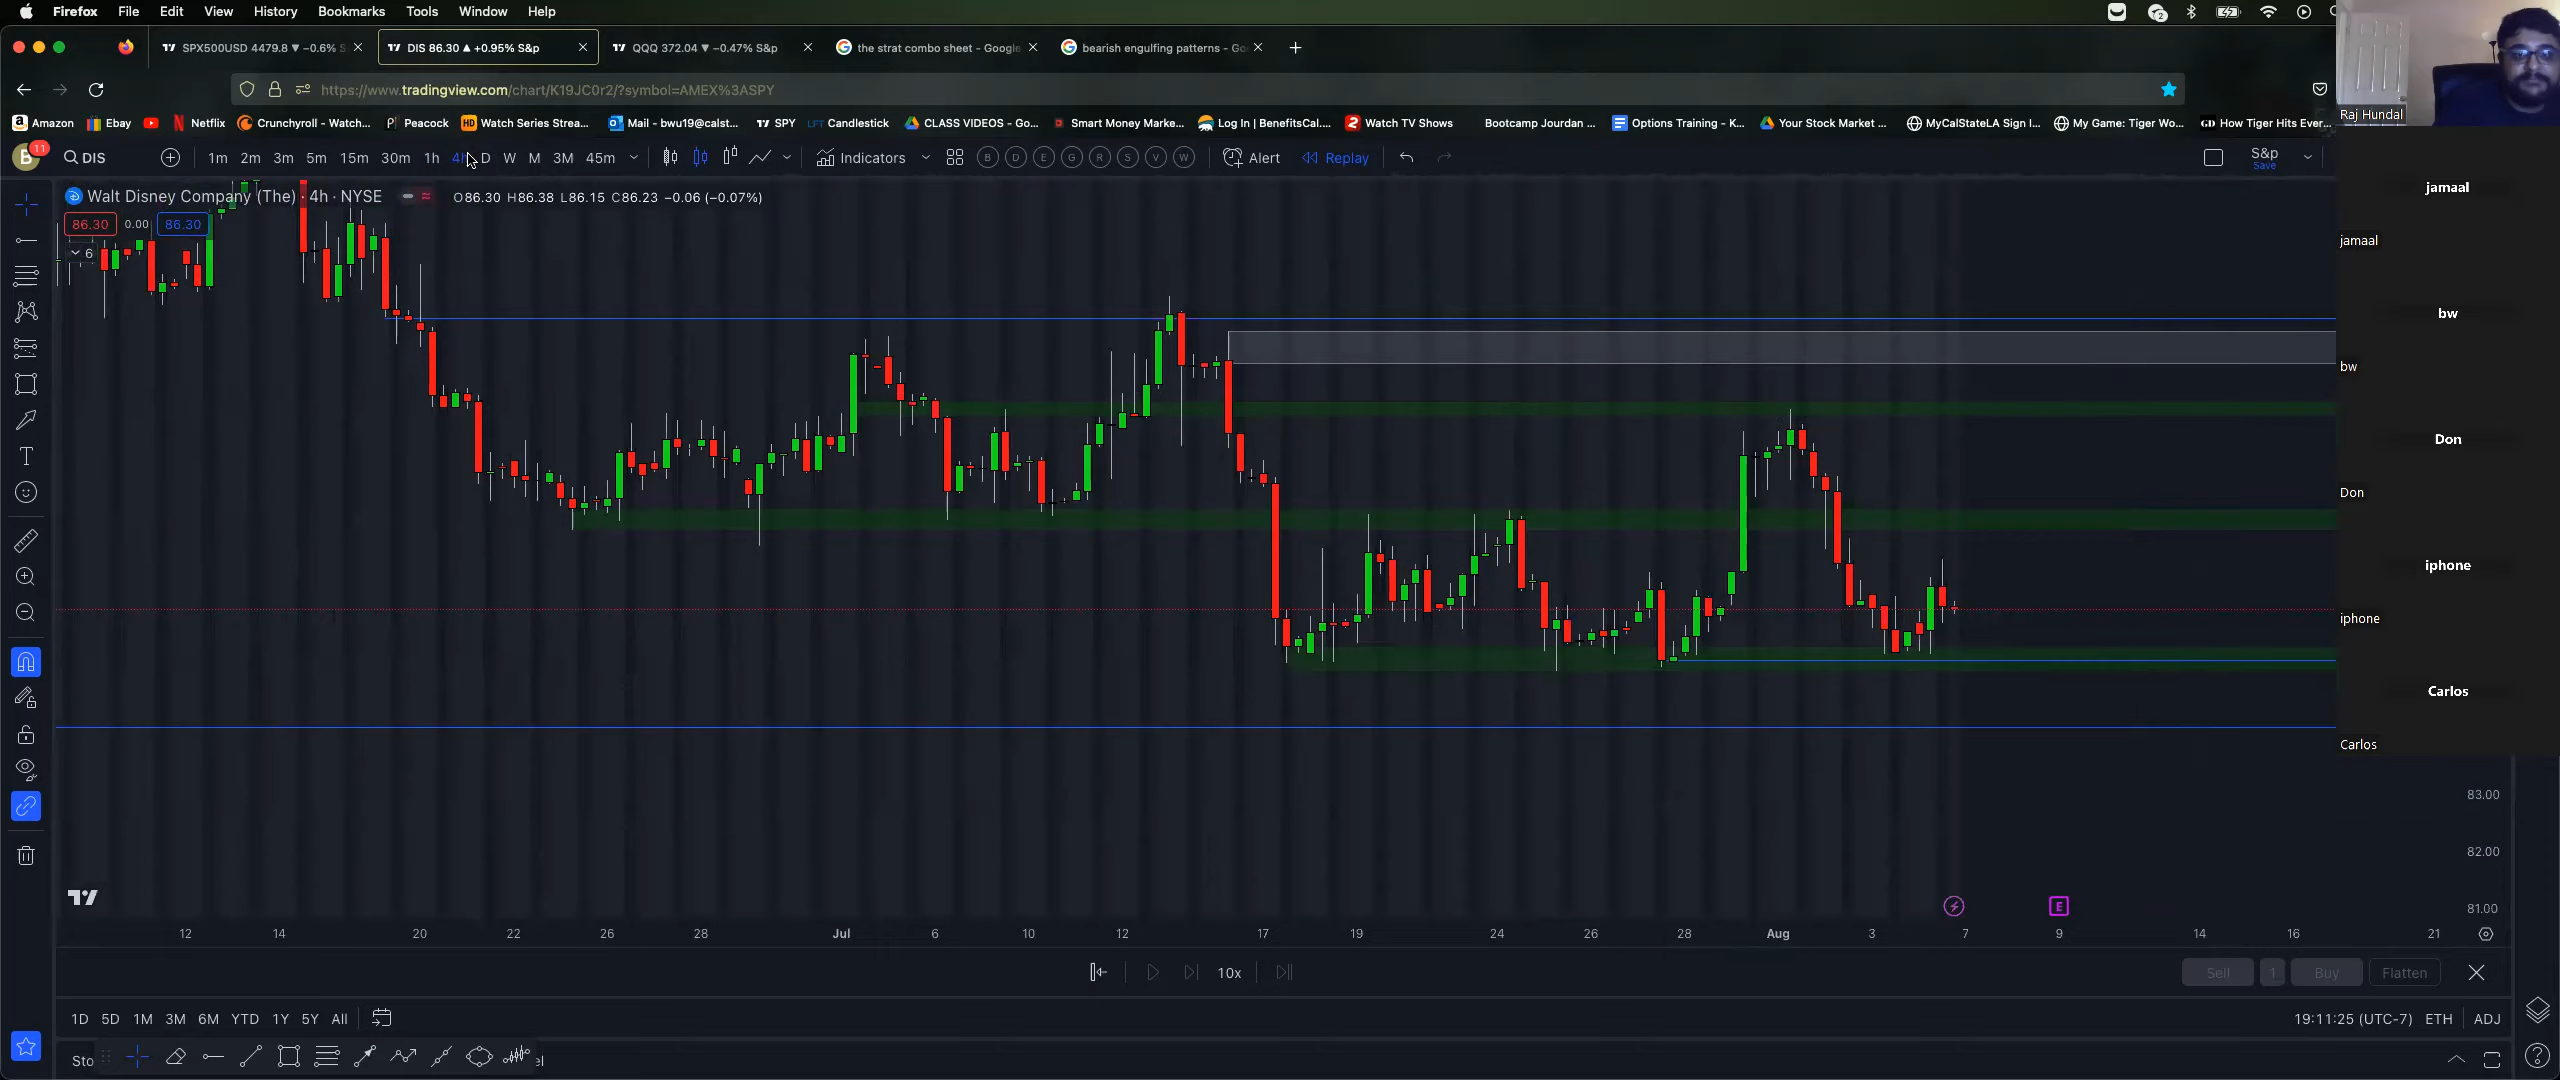 Firefox File Edit View History Bookmarks Tools Window Help
SPX500USD 4479.8 ▼ −0.6% S
DIS 86.30 ▲ +0.95% S&p
QQQ 372.04 ▼ −0.47% S&p
the strat combo sheet - Google
bearish engulfing patterns - Go
https://www.tradingview.com/chart/K19JC0r2/?symbol=AMEX%3ASPY
Raj Hundal
Amazon Ebay Netflix Crunchyroll - Watch... Peacock Watch Series Strea... Mail - bwu19@calst... SPY Candlestick CLASS VIDEOS - Go... Smart Money Marke... Log In | BenefitsCal.... Watch TV Shows Bootcamp Jourdan ... Options Training - K... Your Stock Market ... MyCalStateLA Sign I... My Game: Tiger Wo... How Tiger Hits Ever...
B 11 DIS 1m 2m 3m 5m 15m 30m 1h 4h D W M 3M 45m Indicators B D E G R S V W Alert Replay S&p
Save
Walt Disney Company (The) · 4h · NYSE O86.30 H86.38 L86.15 C86.23 −0.06 (−0.07%)
86.30 0.00 86.30
6
jamaal
jamaal
bw
bw
Don
Don
iphone
iphone
Carlos
Carlos
83.00
82.00
81.00
E
12 14 20 22 26 28 Jul 6 10 12 17 19 24 26 28 Aug 3 7 9 14 16 21
10x Sell 1 Buy Flatten
1D 5D 1M 3M 6M YTD 1Y 5Y All 19:11:25 (UTC-7) ETH ADJ
Sto el